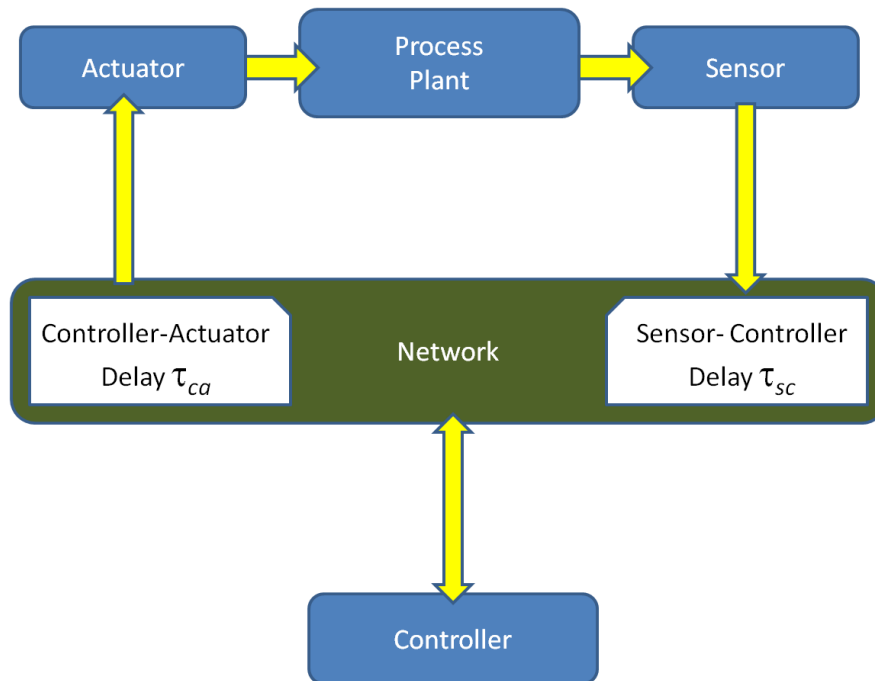 Actuator
Process
Plant
Sensor
Controller-Actuator
Delay τca
Network
Sensor- Controller
Delay τsc
Controller